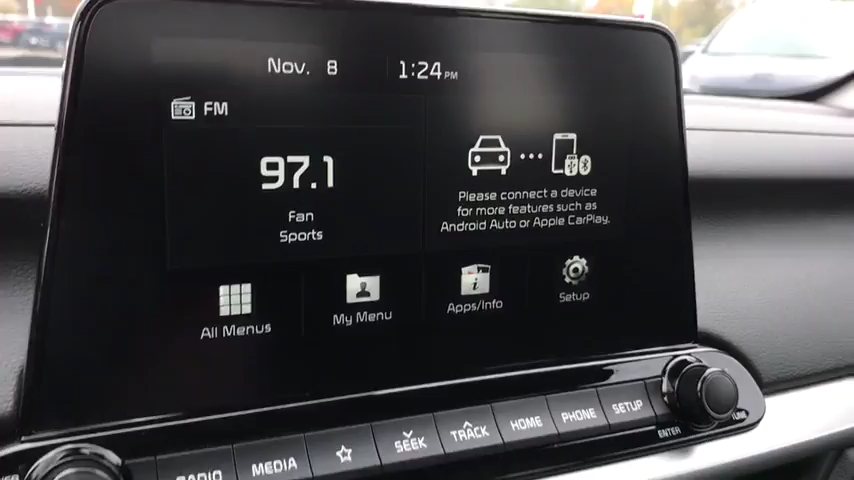 Nov. 8
1:24 PM
FM
97.1
Fan
Sports
Please connect a device
for more features such as
Android Auto or Apple CarPlay.
All Menus
My Menu
Apps/Info
Setup
RADIO
MEDIA
SEEK
TRACK
HOME
PHONE
SETUP
ENTER
TUNE